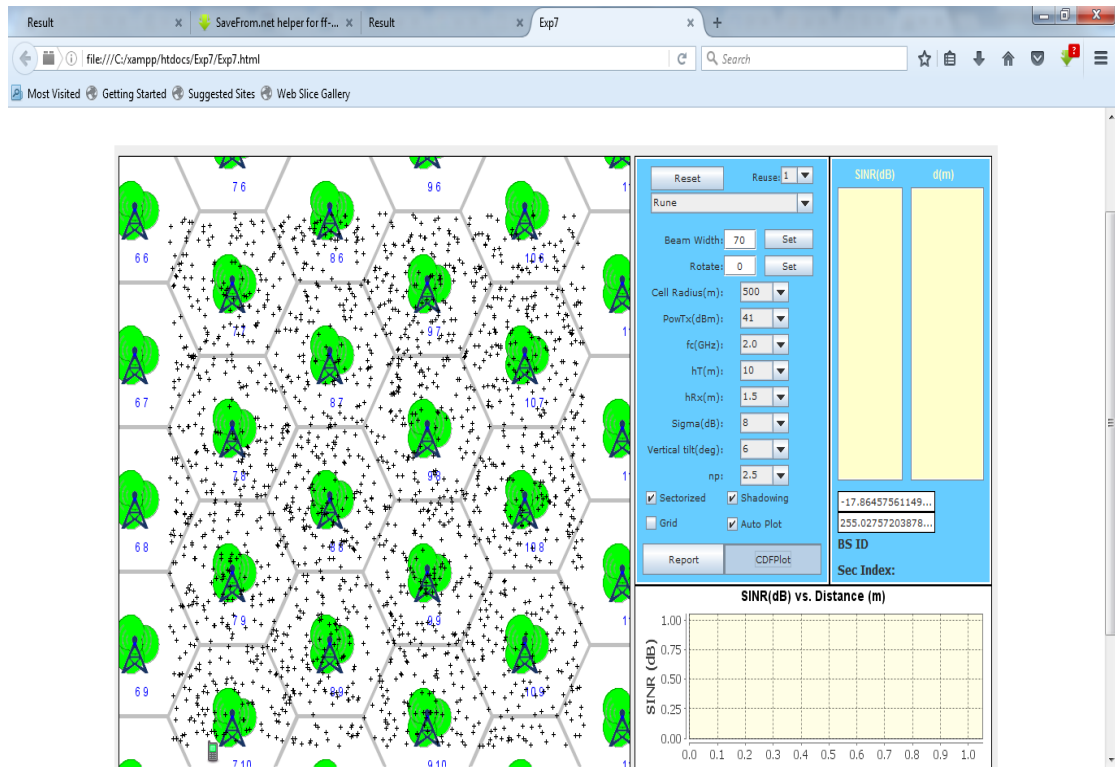 Result
SaveFrom.net helper for ff-...
Result
Exp7
file:///C:/xampp/htdocs/Exp7/Exp7.html
Search
?
Most Visited Getting Started Suggested Sites Web Slice Gallery
76
96
66
86
106
77
97
67
87
107
78
98
68
88
108
79
99
69
89
109
710
910
Reset
Reuse: 1
Rune
Beam Width: 70 Set
Rotate: 0 Set
Cell Radius(m): 500
PowTx(dBm): 41
fc(GHz): 2.0
hT(m): 10
hRx(m): 1.5
Sigma(dB): 8
Vertical tilt(deg): 6
np: 2.5
Sectorized Shadowing
Grid Auto Plot
Report CDFPlot
SINR(dB) d(m)
-17.86457561149...
255.02757203878...
BS ID
Sec Index:
SINR(dB) vs. Distance (m)
SINR (dB)
1.00
0.75
0.50
0.25
0.00
0.0 0.1 0.2 0.3 0.4 0.5 0.6 0.7 0.8 0.9 1.0